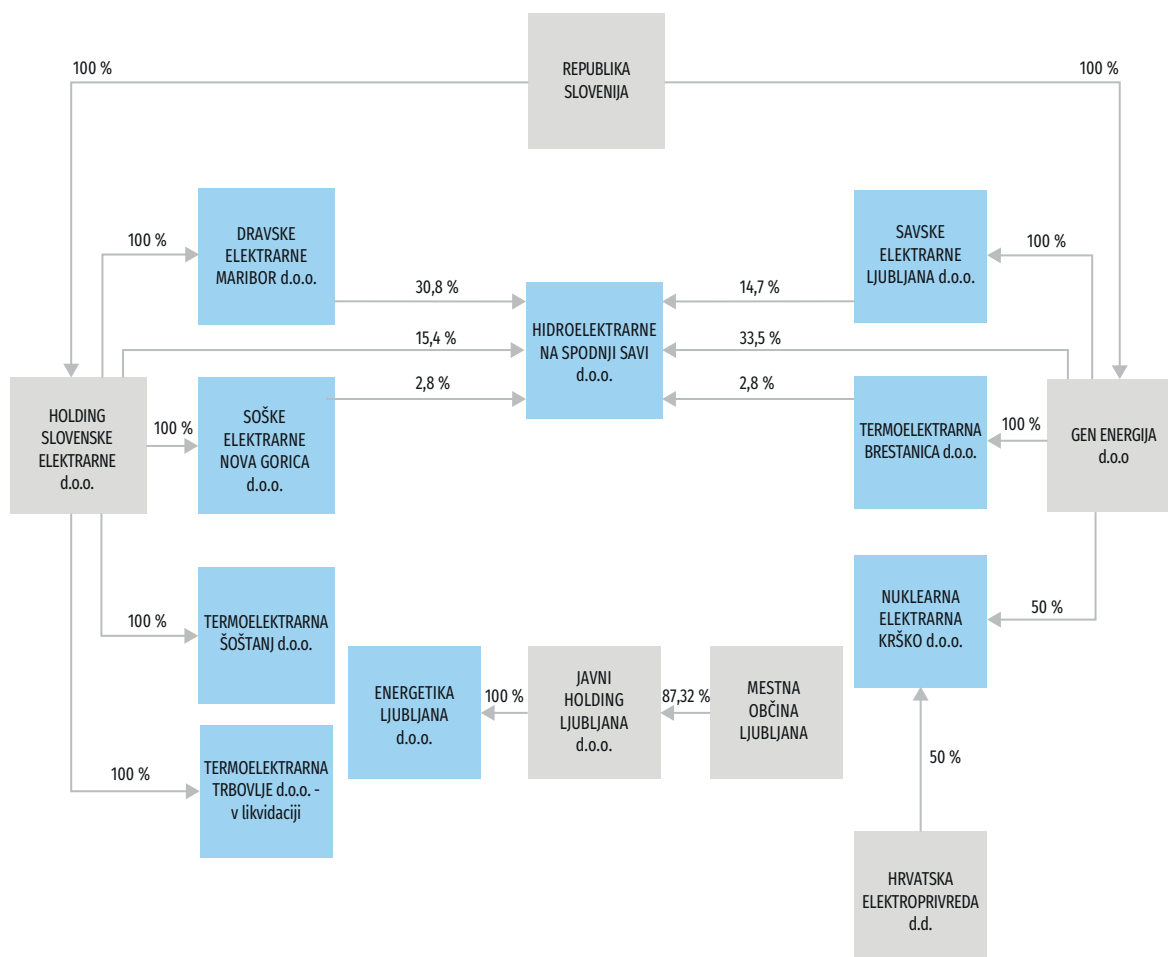 REPUBLIKA
SLOVENIJA
100 %
100 %
DRAVSKE
ELEKTRARNE
MARIBOR d.o.o.
SAVSKE
ELEKTRARNE
LJUBLJANA d.o.o.
100 %
100 %
30,8 %
14,7 %
HIDROELEKTRARNE
NA SPODNJI SAVI
d.o.o.
15,4 %
33,5 %
2,8 %
2,8 %
HOLDING
SLOVENSKE
ELEKTRARNE
d.o.o.
100 %
SOŠKE
ELEKTRARNE
NOVA GORICA
d.o.o.
TERMOELEKTRARNA
BRESTANICA d.o.o.
100 %
GEN ENERGIJA
d.o.o
100 %
TERMOELEKTRARNA
ŠOŠTANJ d.o.o.
NUKLEARNA
ELEKTRARNA
KRŠKO d.o.o.
50 %
ENERGETIKA
LJUBLJANA
d.o.o.
100 %
JAVNI
HOLDING
LJUBLJANA
d.o.o.
87,32 %
MESTNA
OBČINA
LJUBLJANA
100 %
TERMOELEKTRARNA
TRBOVLJE d.o.o. -
v likvidaciji
50 %
HRVATSKA
ELEKTROPRIVREDA
d.d.